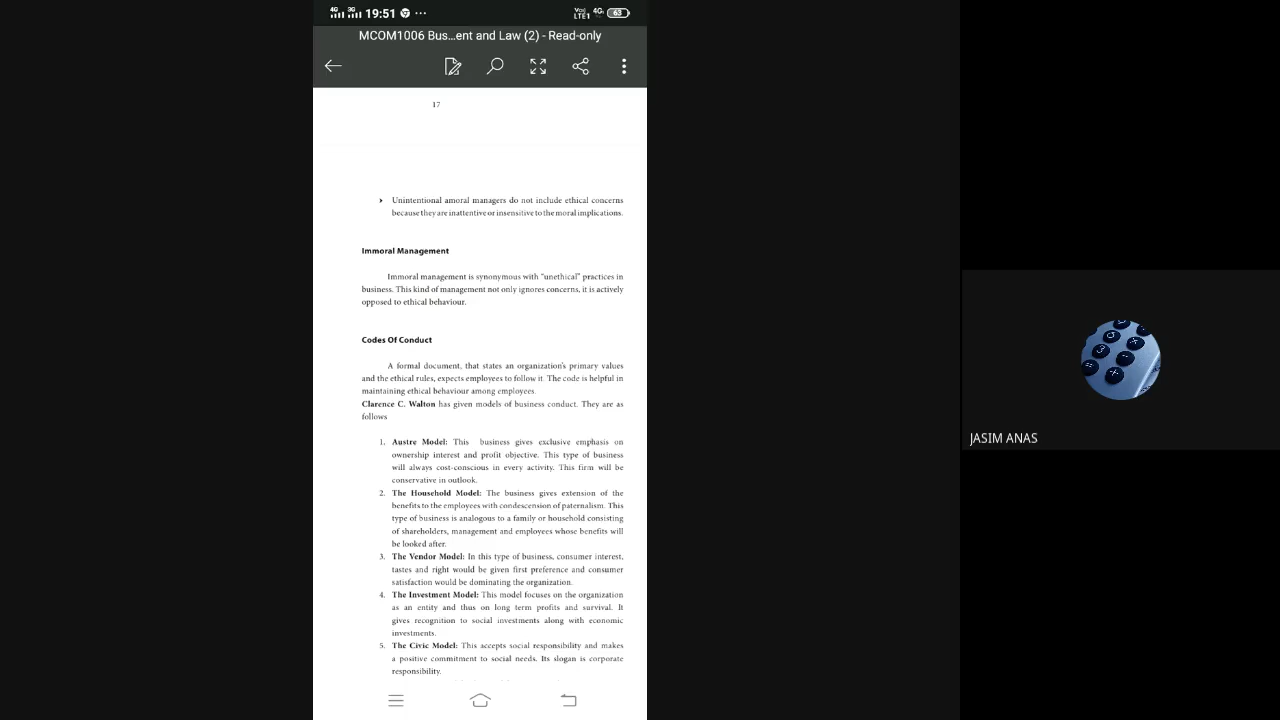 4G 3G 19:51 ···
Vo) LTE1 4G 63
MCOM1006 Bus...ent and Law (2) - Read-only
17
Unintentional amoral managers do not include ethical concerns
because they are inattentive or insensitive to the moral implications.
Immoral Management
Immoral management is synonymous with “unethical” practices in
business. This kind of management not only ignores concerns, it is actively
opposed to ethical behaviour.
Codes Of Conduct
A formal document, that states an organization's primary values
and the ethical rules, expects employees to follow it. The code is helpful in
maintaining ethical behaviour among employees.
Clarence C. Walton has given models of business conduct. They are as
follows
1. Austre Model: This business gives exclusive emphasis on
ownership interest and profit objective. This type of business
will always cost-conscious in every activity. This firm will be
conservative in outlook.
2. The Household Model: The business gives extension of the
benefits to the employees with condescension of paternalism. This
type of business is analogous to a family or household consisting
of shareholders, management and employees whose benefits will
be looked after.
3. The Vendor Model: In this type of business, consumer interest,
tastes and right would be given first preference and consumer
satisfaction would be dominating the organization.
4. The Investment Model: This model focuses on the organization
as an entity and thus on long term profits and survival. It
gives recognition to social investments along with economic
investments.
5. The Civic Model: This accepts social responsibility and makes
a positive commitment to social needs. Its slogan is corporate
responsibility.
JASIM ANAS